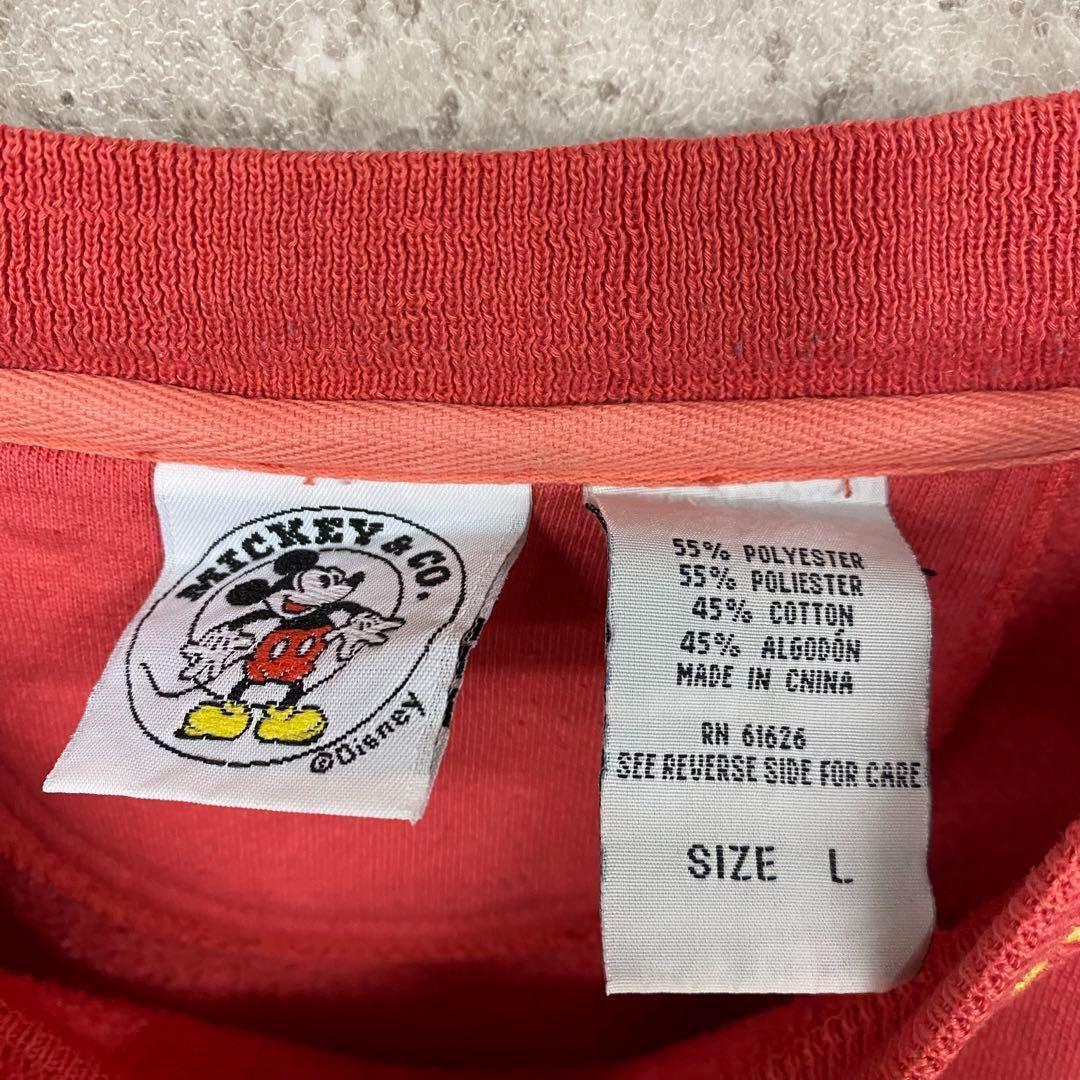 MICKEY & CO.
©Disney
55% POLYESTER
55% POLIESTER
45% COTTON
45% ALGODÓN
MADE IN CHINA
RN 61626
SEE REVERSE SIDE FOR CARE
SIZE L